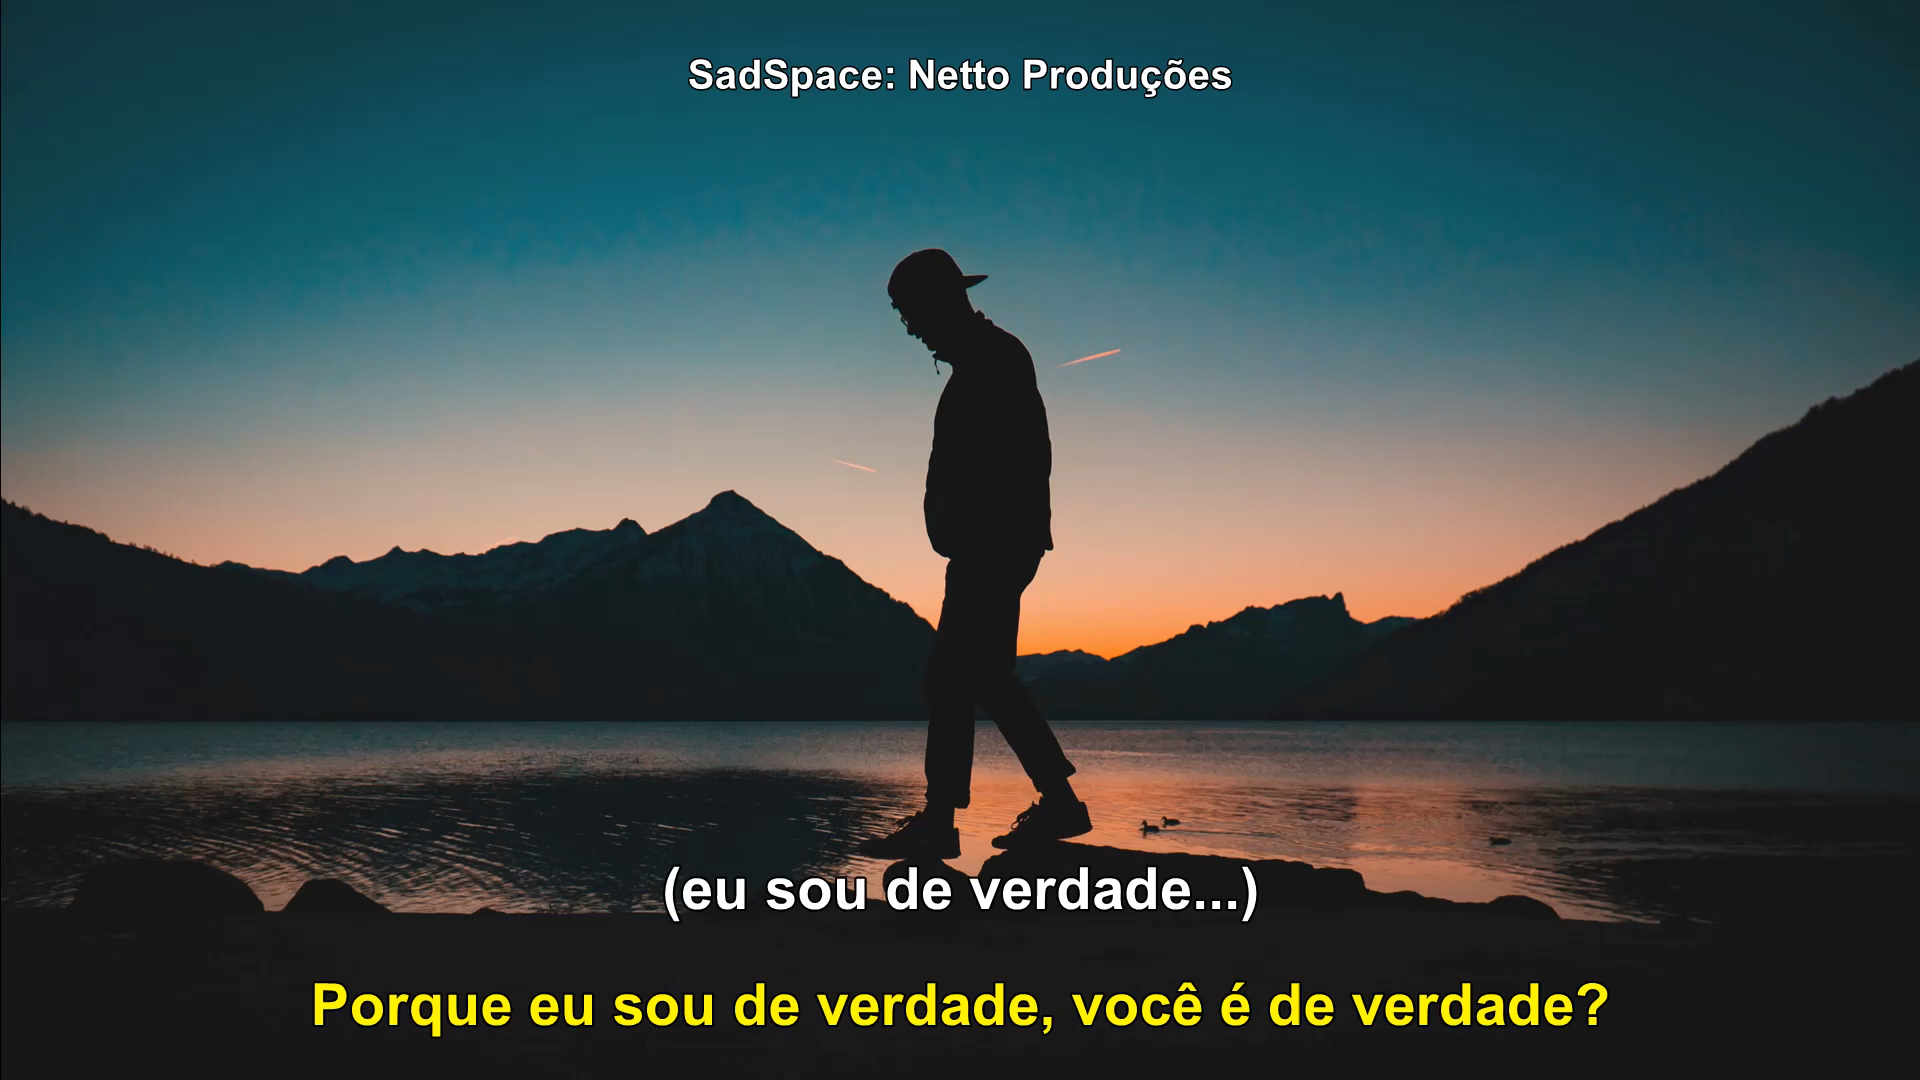 SadSpace: Netto Produções
(eu sou de verdade...)
Porque eu sou de verdade, você é de verdade?